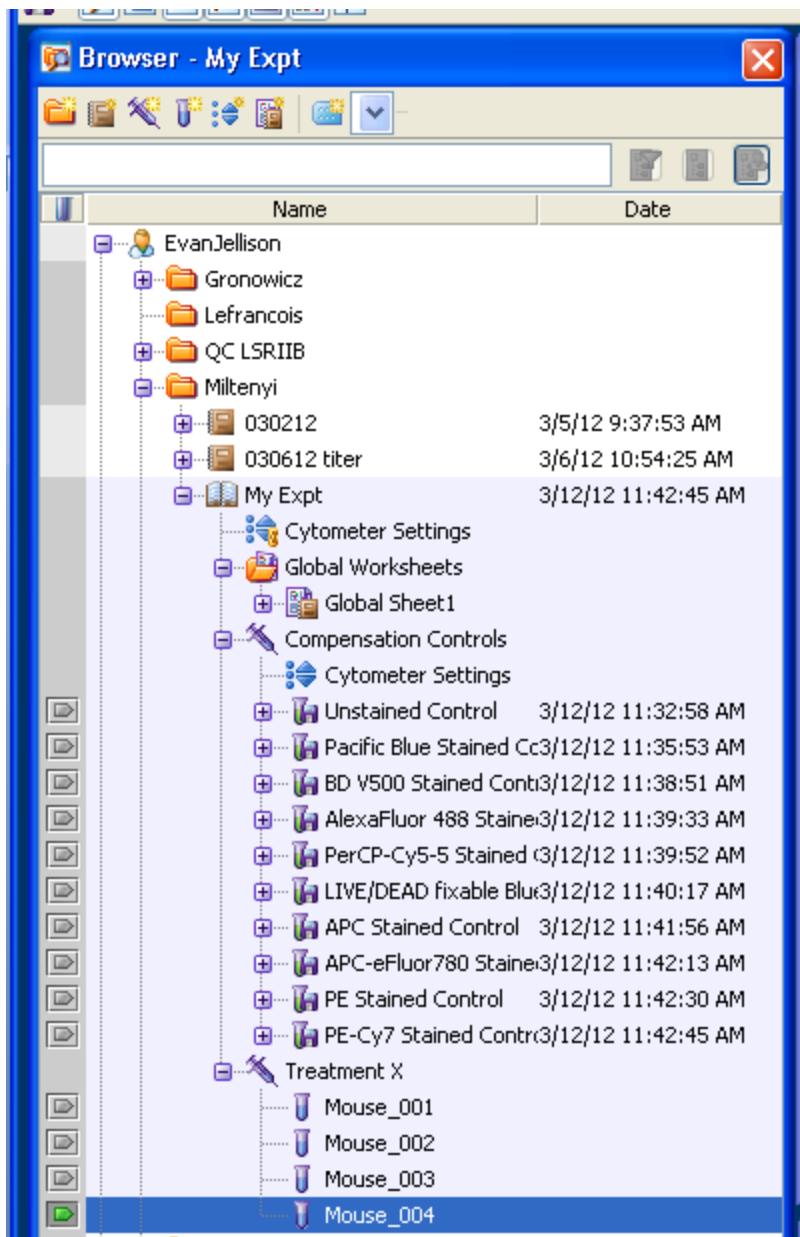 Browser - My Expt
Name Date
EvanJellison
Gronowicz
Lefrancois
QC LSRIIB
Miltenyi
030212 3/5/12 9:37:53 AM
030612 titer 3/6/12 10:54:25 AM
My Expt 3/12/12 11:42:45 AM
Cytometer Settings
Global Worksheets
Global Sheet1
Compensation Controls
Cytometer Settings
Unstained Control 3/12/12 11:32:58 AM
Pacific Blue Stained Cc 3/12/12 11:35:53 AM
BD V500 Stained Cont 3/12/12 11:38:51 AM
AlexaFluor 488 Staine 3/12/12 11:39:33 AM
PerCP-Cy5-5 Stained 3/12/12 11:39:52 AM
LIVE/DEAD fixable Blu 3/12/12 11:40:17 AM
APC Stained Control 3/12/12 11:41:56 AM
APC-eFluor780 Staine 3/12/12 11:42:13 AM
PE Stained Control 3/12/12 11:42:30 AM
PE-Cy7 Stained Contr 3/12/12 11:42:45 AM
Treatment X
Mouse_001
Mouse_002
Mouse_003
Mouse_004